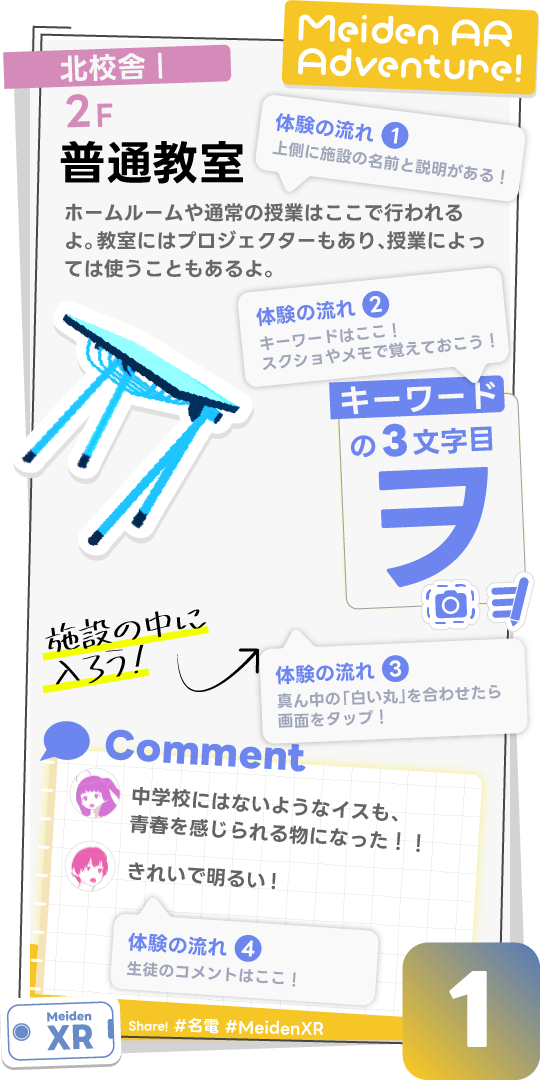 Meiden AR
Adventure!
北校舎 1
2F
普通教室
体験の流れ 1
上側に施設の名前と説明がある!
ホームルームや通常の授業はここで行われる
よ。教室にはプロジェクターもあり、授業によっ
ては使うこともあるよ。
体験の流れ 2
キーワードはここ!
スクショやメモで覚えておこう!
キーワード
の3文字目
ヲ
施設の中に
入ろう!
体験の流れ 3
真ん中の「白い丸」を合わせたら
画面をタップ!
Comment
中学校にはないようなイスも、
青春を感じられる物になった!!
きれいで明るい!
体験の流れ 4
生徒のコメントはここ!
Meiden
XR
Share! #名電 #MeidenXR
1